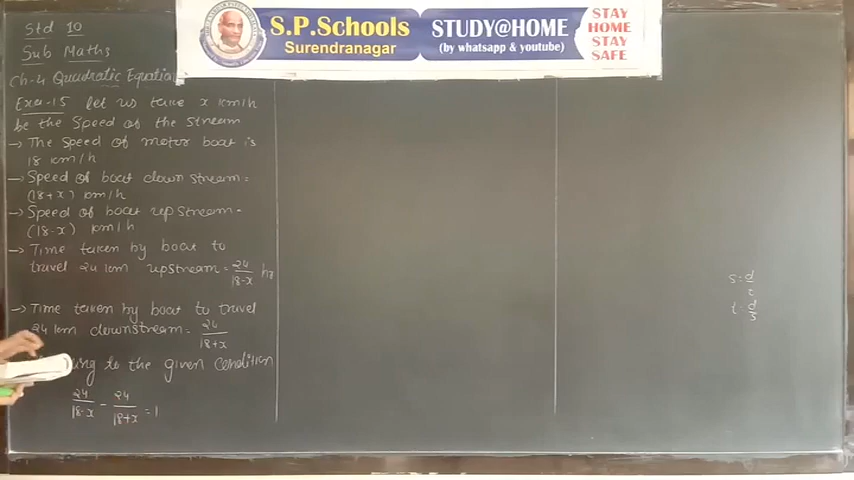 S.P.Schools
Surendranagar
STUDY@HOME
(by whatsapp & youtube)
STAY
HOME
STAY
SAFE
Std 10
Sub Maths
Ch-4 Quadratic Equation
Exa-15 let us take x km/h
be the Speed of the stream
→ The speed of motor boat is
18 km/h
→ Speed of boat down stream =
(18+x) km/h
→ Speed of boat up stream =
(18-x) km/h
→ Time taken by boat to
travel 24 km upstream = 24/18-x hr
→ Time taken by boat to travel
24 km downstream = 24/18+x
to the given condition
24/18-x - 24/18+x = 1
s = d/t
t = d/s